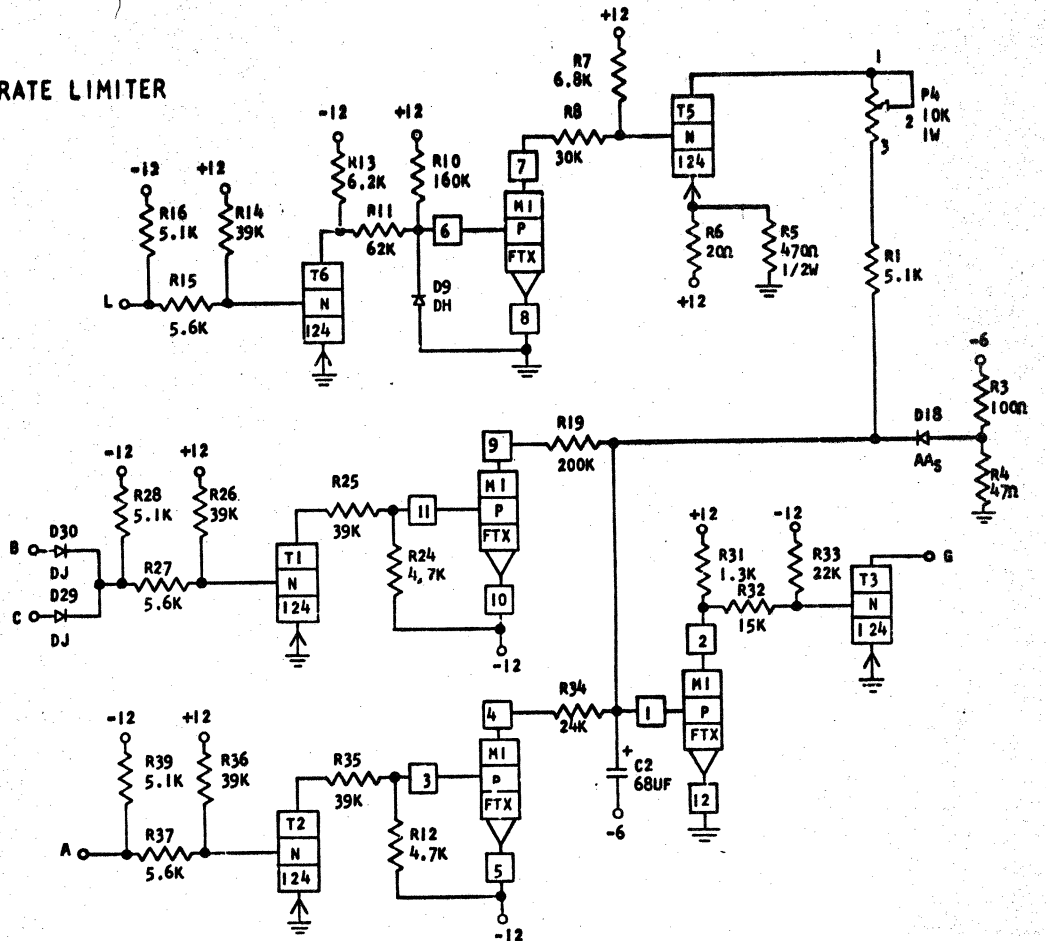 RATE LIMITER
+12
R7
6.8K
R8
30K
T5
N
124
1
P4
10K
1W
2
3
R6
20Ω
+12
R5
470Ω
1/2W
R1
5.1K
-12
R13
6.2K
+12
R10
160K
R11
62K
6
7
M1
P
FTX
8
D9
DH
-12
R16
5.1K
+12
R14
39K
R15
5.6K
L
T6
N
124
-6
R3
100Ω
D18
AA5
R4
47Ω
R19
200K
9
M1
P
FTX
10
-12
R25
39K
11
R24
4.7K
-12
R28
5.1K
+12
R26
39K
B
D30
DJ
D29
C
DJ
R27
5.6K
T1
N
124
+12
R31
1.3K
-12
R33
22K
R32
15K
T3
N
124
G
2
M1
P
FTX
12
1
R34
24K
+
C2
68UF
-6
4
M1
P
FTX
5
-12
R35
39K
3
R12
4.7K
-12
R39
5.1K
+12
R36
39K
A
R37
5.6K
T2
N
124